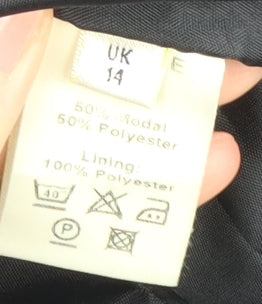 UK
14
E
50% Modal
50% Polyester
Lining:
100% Polyester
40
P